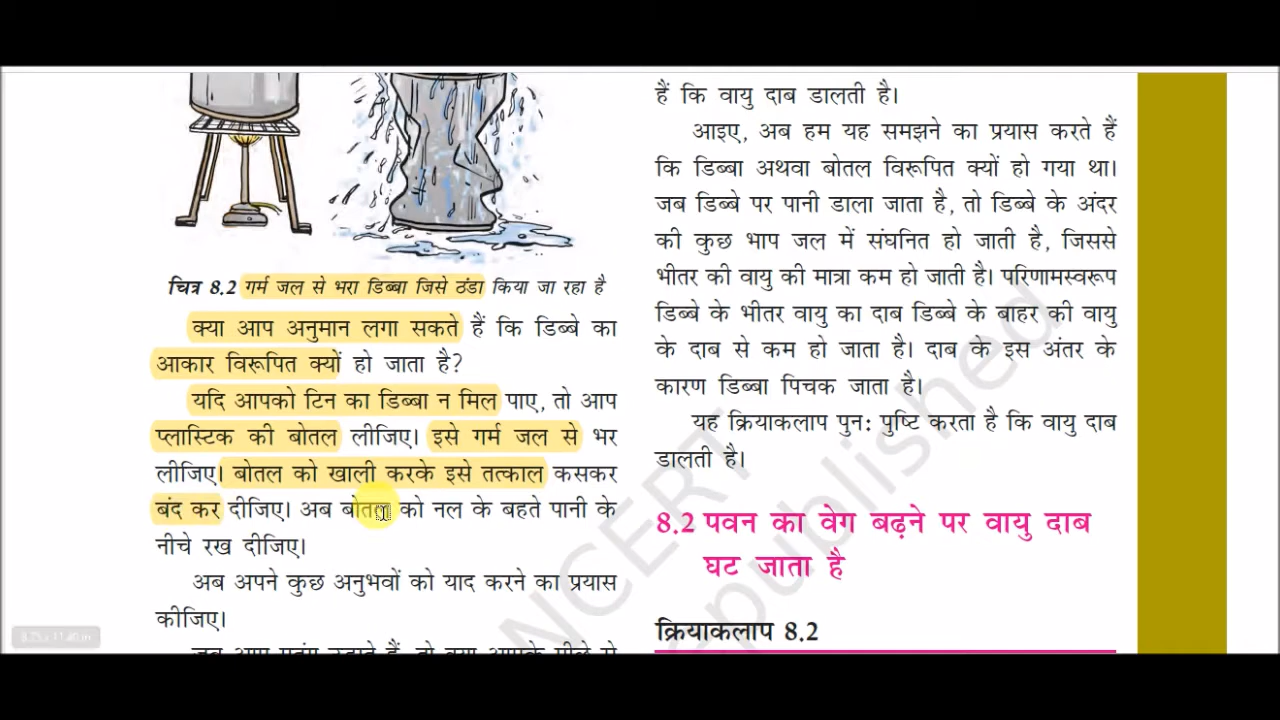 चित्र 8.2 गर्म जल से भरा डिब्बा जिसे ठंडा किया जा रहा है
क्या आप अनुमान लगा सकते हैं कि डिब्बे का
आकार विरूपित क्यों हो जाता है?
यदि आपको टिन का डिब्बा न मिल पाए, तो आप
प्लास्टिक की बोतल लीजिए। इसे गर्म जल से भर
लीजिए। बोतल को खाली करके इसे तत्काल कसकर
बंद कर दीजिए। अब बोतल को नल के बहते पानी के
नीचे रख दीजिए।
अब अपने कुछ अनुभवों को याद करने का प्रयास
कीजिए।
हैं कि वायु दाब डालती है।
आइए, अब हम यह समझने का प्रयास करते हैं
कि डिब्बा अथवा बोतल विरूपित क्यों हो गया था।
जब डिब्बे पर पानी डाला जाता है, तो डिब्बे के अंदर
की कुछ भाप जल में संघनित हो जाती है, जिससे
भीतर की वायु की मात्रा कम हो जाती है। परिणामस्वरूप
डिब्बे के भीतर वायु का दाब डिब्बे के बाहर की वायु
के दाब से कम हो जाता है। दाब के इस अंतर के
कारण डिब्बा पिचक जाता है।
यह क्रियाकलाप पुन: पुष्टि करता है कि वायु दाब
डालती है।
8.2 पवन का वेग बढ़ने पर वायु दाब
घट जाता है
क्रियाकलाप 8.2
NCERT
republished